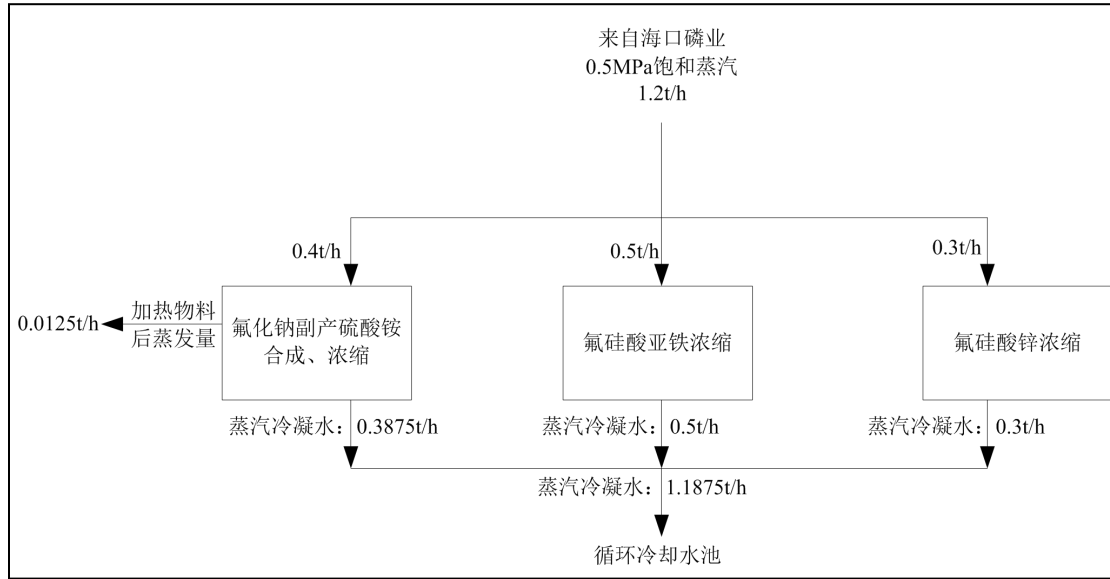 来自海口磷业
0.5MPa饱和蒸汽
1.2t/h
0.4t/h
0.5t/h
0.3t/h
0.0125t/h
加热物料
后蒸发量
氟化钠副产硫酸铵
合成、浓缩
氟硅酸亚铁浓缩
氟硅酸锌浓缩
蒸汽冷凝水：0.3875t/h
蒸汽冷凝水：0.5t/h
蒸汽冷凝水：0.3t/h
蒸汽冷凝水：1.1875t/h
循环冷却水池